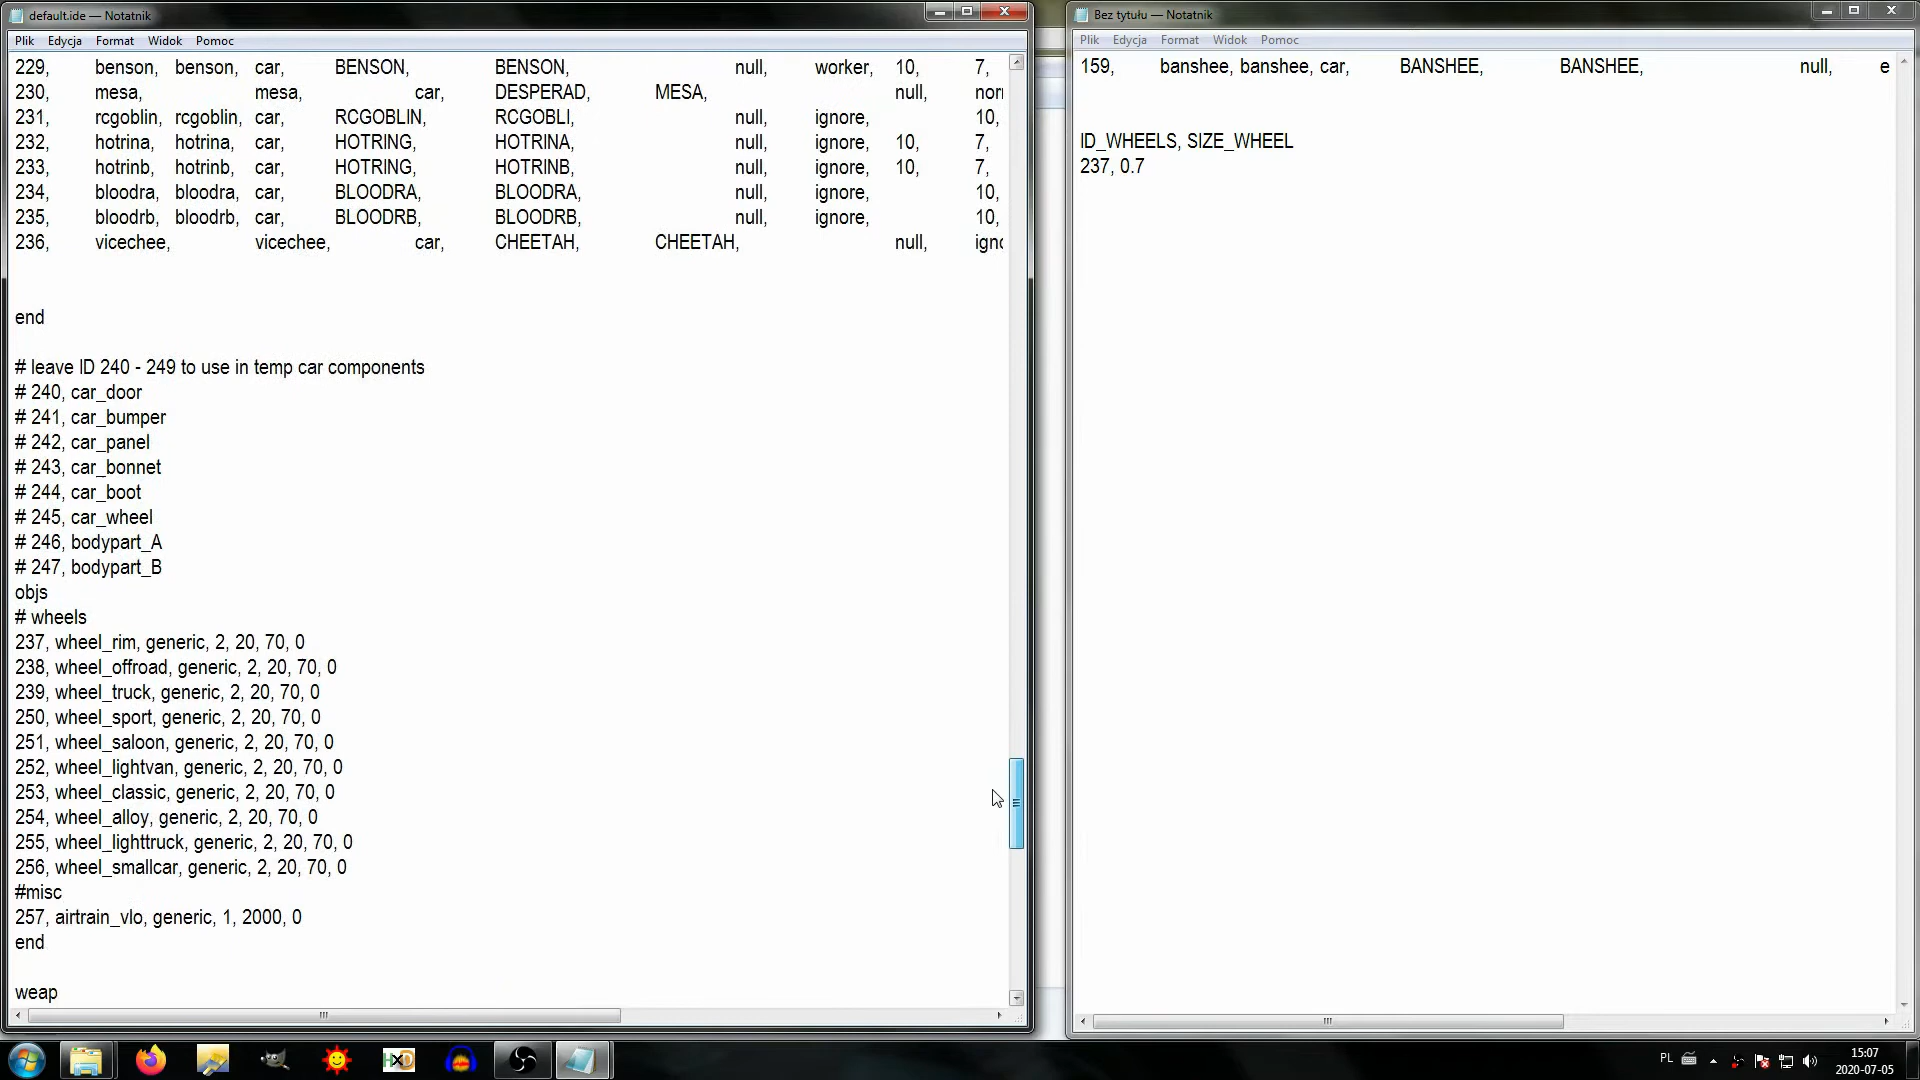 default.ide — Notatnik
Plik Edycja Format Widok Pomoc
229, benson, benson, car, BENSON, BENSON, null, worker, 10, 7,
230, mesa, mesa, car, DESPERAD, MESA, null,
231, rcgoblin, rcgoblin, car, RCGOBLIN, RCGOBLI, null, ignore, 10,
232, hotrina, hotrina, car, HOTRING, HOTRINA, null, ignore, 10, 7,
233, hotrinb, hotrinb, car, HOTRING, HOTRINB, null, ignore, 10, 7,
234, bloodra, bloodra, car, BLOODRA, BLOODRA, null, ignore, 10,
235, bloodrb, bloodrb, car, BLOODRB, BLOODRB, null, ignore, 10,
236, vicechee, vicechee, car, CHEETAH, CHEETAH, null,
end
# leave ID 240 - 249 to use in temp car components
# 240, car_door
# 241, car_bumper
# 242, car_panel
# 243, car_bonnet
# 244, car_boot
# 245, car_wheel
# 246, bodypart_A
# 247, bodypart_B
objs
# wheels
237, wheel_rim, generic, 2, 20, 70, 0
238, wheel_offroad, generic, 2, 20, 70, 0
239, wheel_truck, generic, 2, 20, 70, 0
250, wheel_sport, generic, 2, 20, 70, 0
251, wheel_saloon, generic, 2, 20, 70, 0
252, wheel_lightvan, generic, 2, 20, 70, 0
253, wheel_classic, generic, 2, 20, 70, 0
254, wheel_alloy, generic, 2, 20, 70, 0
255, wheel_lighttruck, generic, 2, 20, 70, 0
256, wheel_smallcar, generic, 2, 20, 70, 0
#misc
257, airtrain_vlo, generic, 1, 2000, 0
end
weap
Bez tytułu — Notatnik
Plik Edycja Format Widok Pomoc
159, banshee, banshee, car, BANSHEE, BANSHEE, null, e
ID_WHEELS, SIZE_WHEEL
237, 0.7
HXD
PL
15:07
2020-07-05